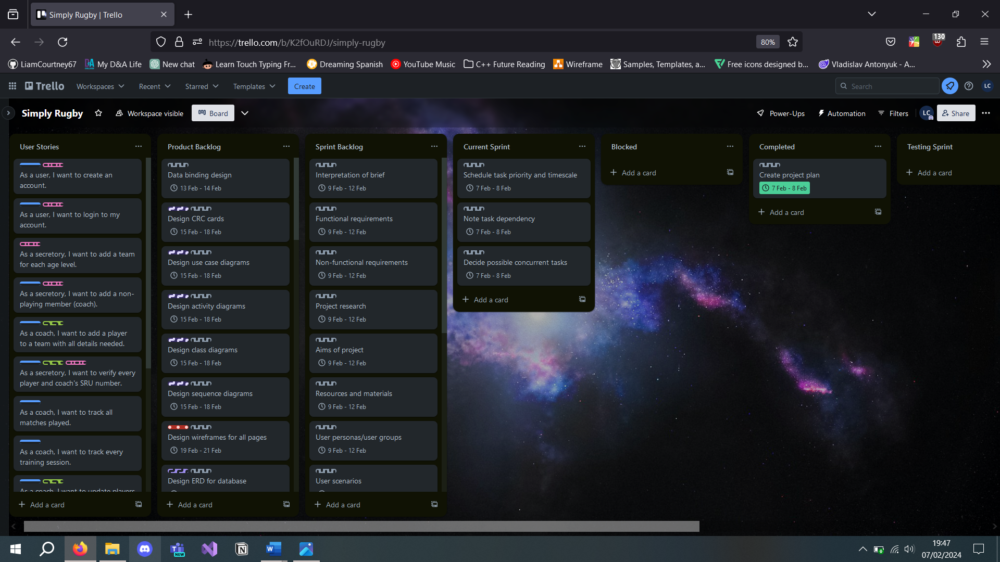 Simply Rugby | Trello
https://trello.com/b/K2fOuRDJ/simply-rugby
80%
130
LiamCourtney67
My D&A Life
New chat
Learn Touch Typing Fr...
Dreaming Spanish
YouTube Music
C++ Future Reading
Wireframe
Samples, Templates, a...
Free icons designed b...
Vladislav Antonyuk - A...
Trello
Workspaces
Recent
Starred
Templates
Create
Search
LC
Simply Rugby
Workspace visible
Board
Power-Ups
Automation
Filters
LC
Share
User Stories
As a user, I want to create an
account.
As a user, I want to login to my
account.
As a secretory, I want to add a team
for each age level.
As a secretory, I want to add a non-
playing member (coach).
As a coach, I want to add a player
to a team with all details needed.
As a secretory, I want to verify every
player and coach's SRU number.
As a coach, I want to track all
matches played.
As a coach, I want to track every
training session.
As a coach, I want to update players
Add a card
Product Backlog
Data binding design
13 Feb - 14 Feb
Design CRC cards
15 Feb - 18 Feb
Design use case diagrams
15 Feb - 18 Feb
Design activity diagrams
15 Feb - 18 Feb
Design class diagrams
15 Feb - 18 Feb
Design sequence diagrams
15 Feb - 18 Feb
Design wireframes for all pages
19 Feb - 21 Feb
Design ERD for database
Add a card
Sprint Backlog
Interpretation of brief
9 Feb - 12 Feb
Functional requirements
9 Feb - 12 Feb
Non-functional requirements
9 Feb - 12 Feb
Project research
9 Feb - 12 Feb
Aims of project
9 Feb - 12 Feb
Resources and materials
9 Feb - 12 Feb
User personas/user groups
9 Feb - 12 Feb
User scenarios
Add a card
Current Sprint
Schedule task priority and timescale
7 Feb - 8 Feb
Note task dependency
7 Feb - 8 Feb
Decide possible concurrent tasks
7 Feb - 8 Feb
Add a card
Blocked
Add a card
Completed
Create project plan
7 Feb - 8 Feb
Add a card
Testing Sprint
Add a card
NEW
19:47
07/02/2024